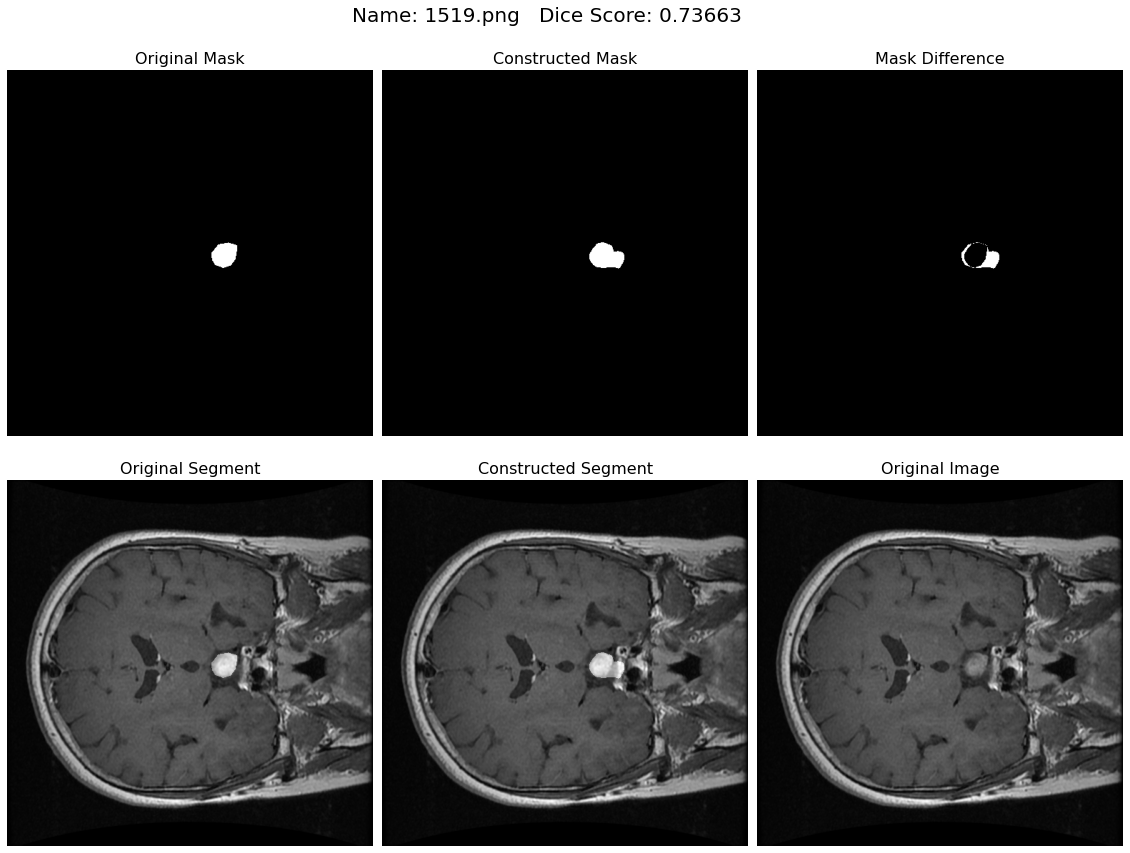 Name: 1519.png   Dice Score: 0.73663
Original Mask
Constructed Mask
Mask Difference
Original Segment
Constructed Segment
Original Image